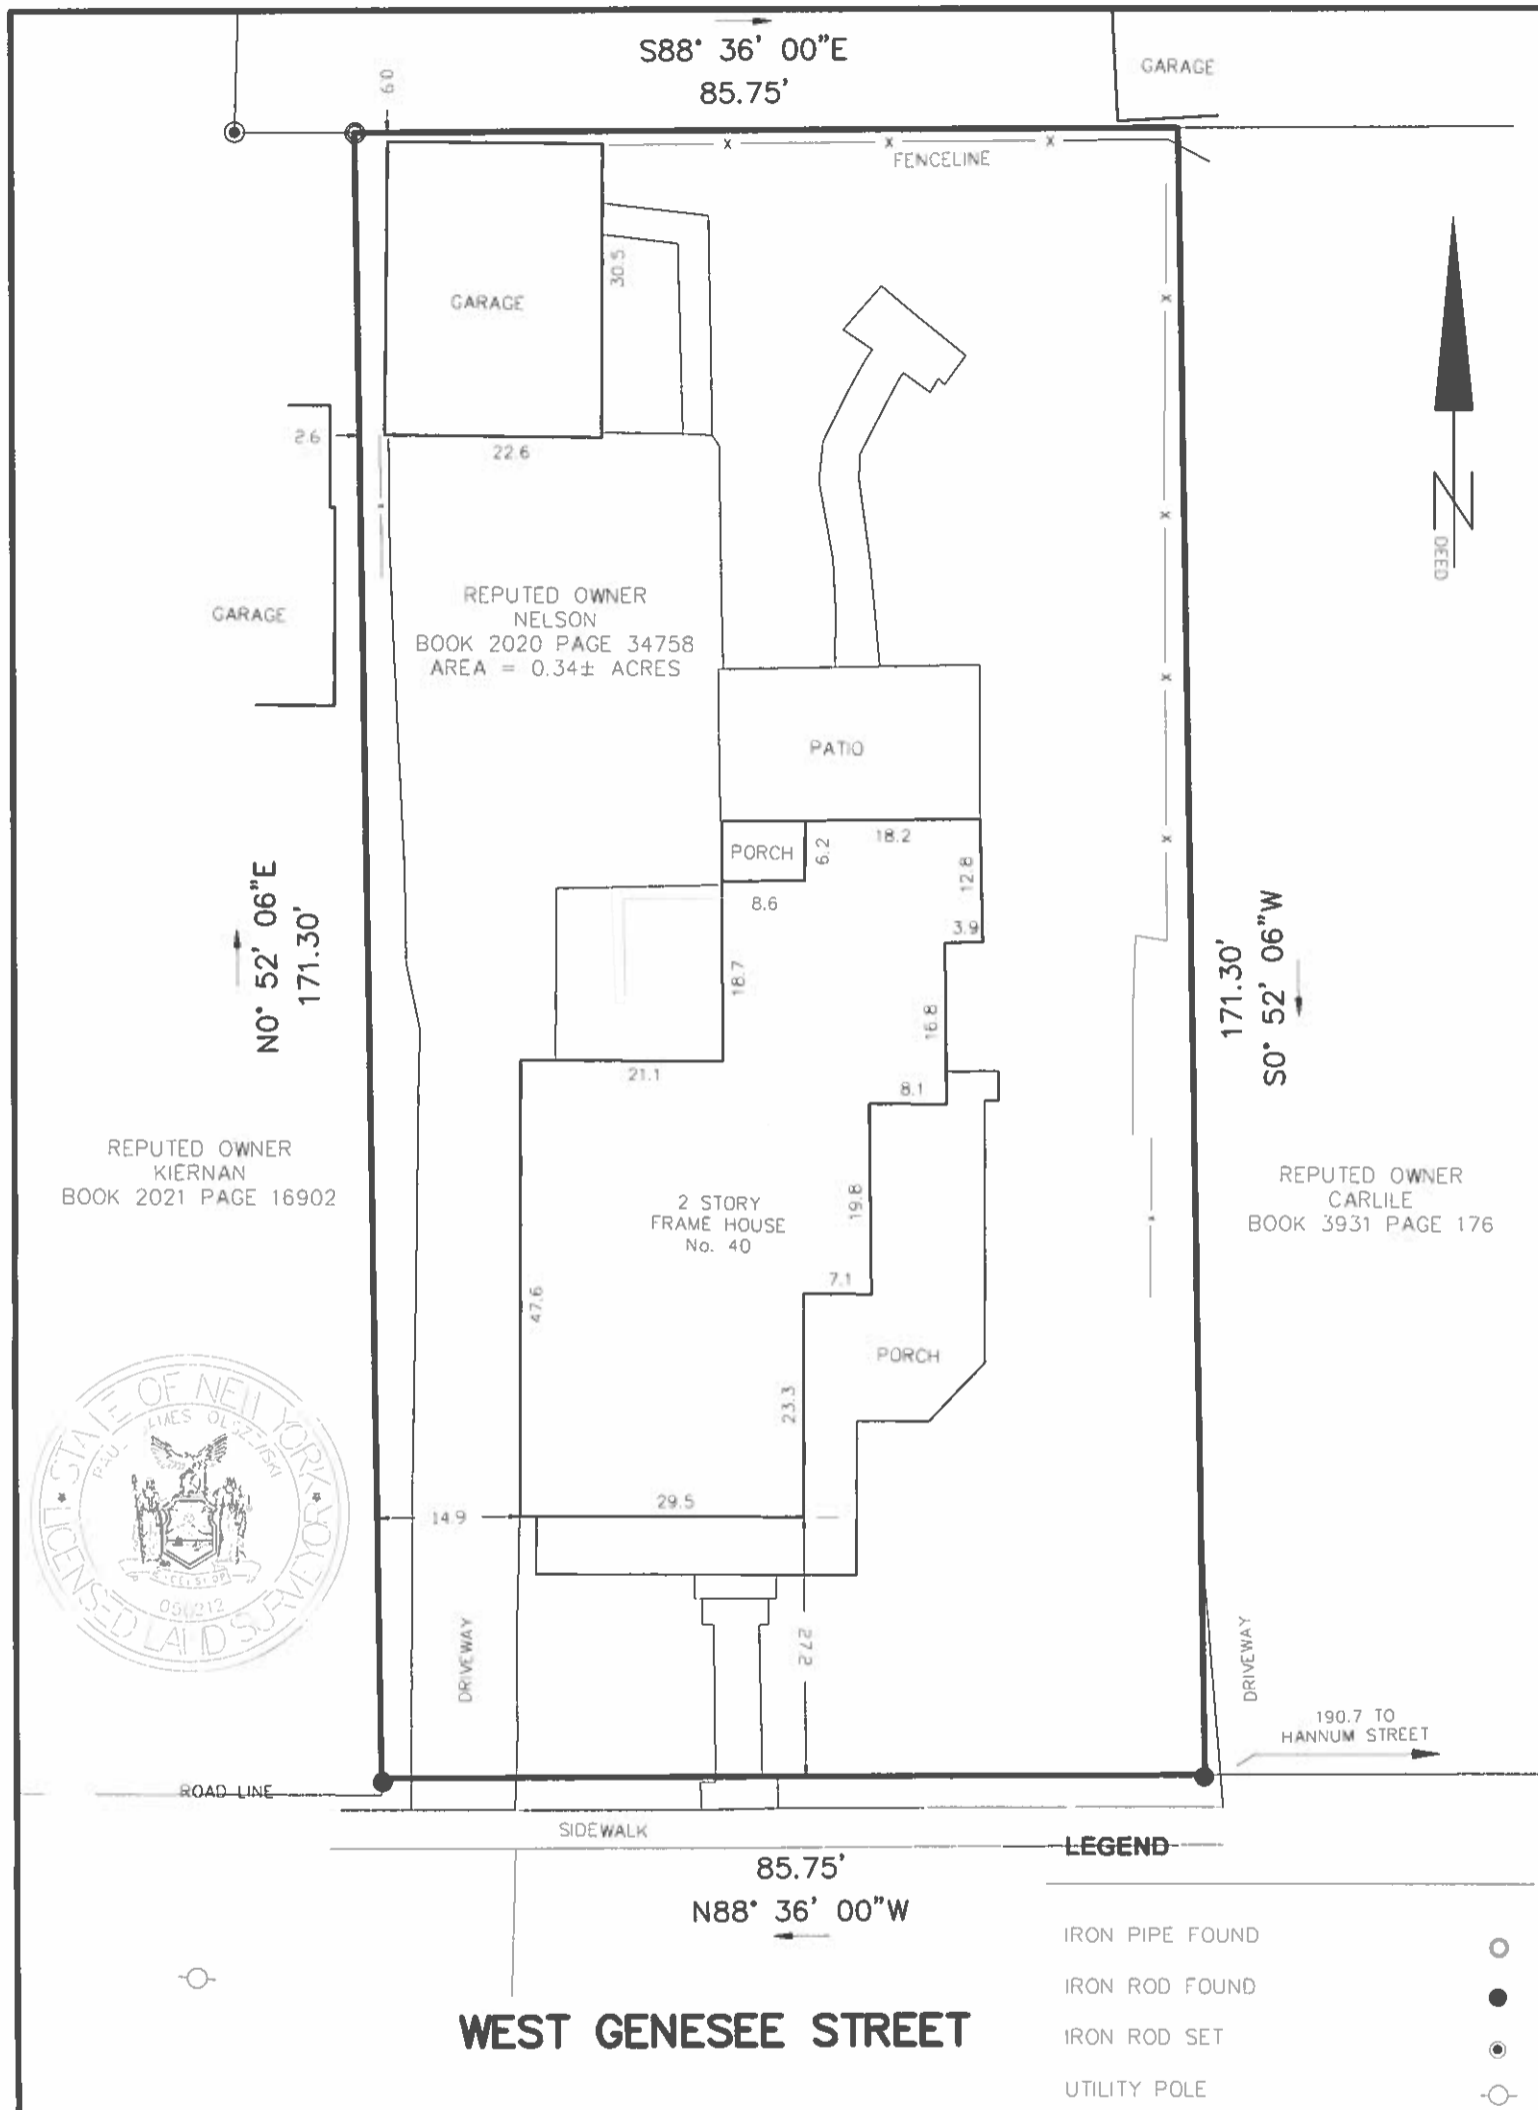 S88° 36' 00"E
85.75'
GARAGE
FENCELINE
30.5
GARAGE
2.6
22.6
DEED
N
REPUTED OWNER
NELSON
BOOK 2020 PAGE 34758
AREA = 0.34± ACRES
GARAGE
PATIO
18.2
PORCH
6.2
12.8
8.6
3.9
N0° 52' 06"E
171.30'
18.7
16.8
171.30'
S0° 52' 06"W
21.1
8.1
REPUTED OWNER
KIERNAN
BOOK 2021 PAGE 16902
2 STORY
FRAME HOUSE
No. 40
19.8
REPUTED OWNER
CARLILE
BOOK 3931 PAGE 176
7.1
47.6
PORCH
23.3
STATE OF NEW YORK
LICENSED LAND SURVEYOR
29.5
14.9
27.2
DRIVEWAY
DRIVEWAY
190.7 TO
HANNUM STREET
ROAD LINE
SIDEWALK
85.75'
N88° 36' 00"W
WEST GENESEE STREET
LEGEND
IRON PIPE FOUND
IRON ROD FOUND
IRON ROD SET
UTILITY POLE